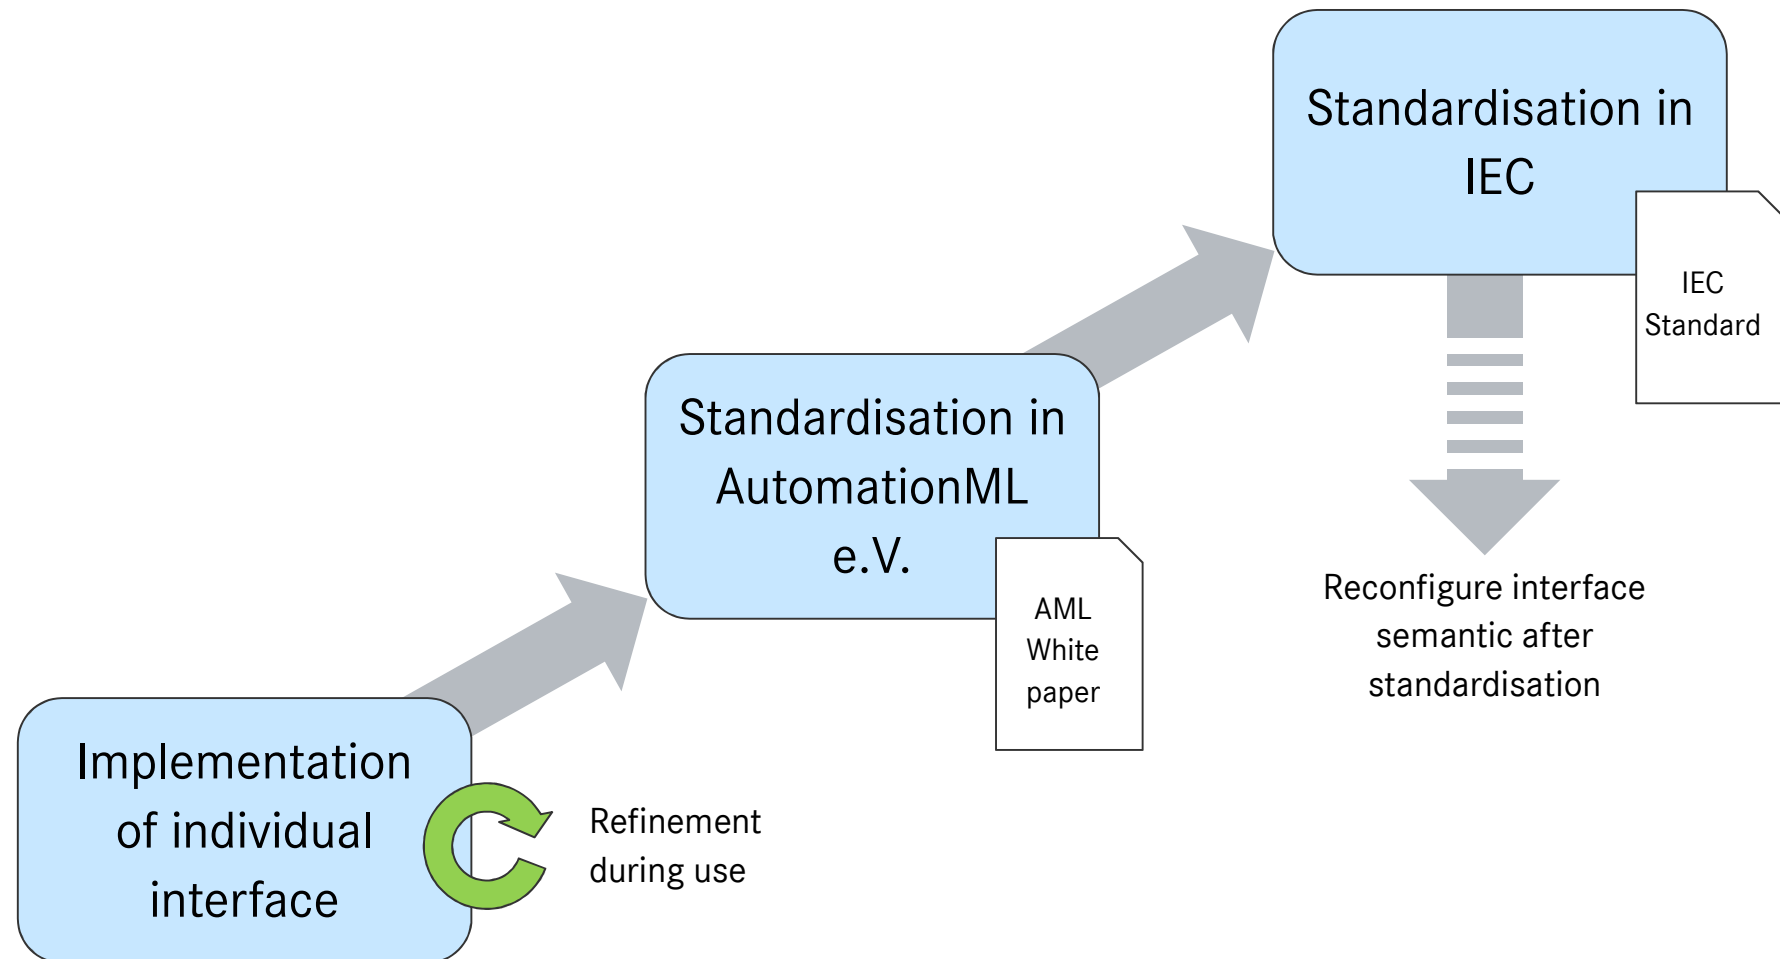 Standardisation in
IEC
IEC
Standard
Standardisation in
AutomationML
e.V.
AML
White
paper
Reconfigure interface
semantic after
standardisation
Implementation
of individual
interface
Refinement
during use